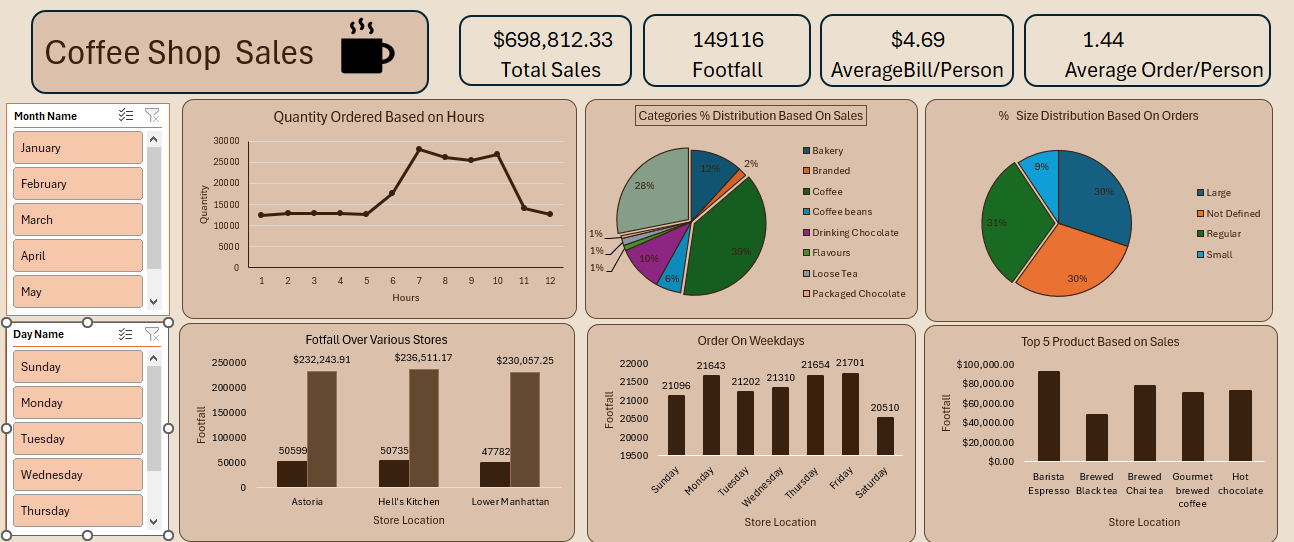 Coffee Shop Sales
$698,812.33
Total Sales
149116
Footfall
$4.69
AverageBill/Person
1.44
Average Order/Person
Month Name
January
February
March
April
May
Day Name
Sunday
Monday
Tuesday
Wednesday
Thursday
Quantity Ordered Based on Hours
Quantity
30000
25000
20000
15000
10000
5000
0
1 2 3 4 5 6 7 8 9 10 11 12
Hours
Categories % Distribution Based On Sales
12%
2%
39%
6%
10%
1%
1%
1%
28%
Bakery
Branded
Coffee
Coffee beans
Drinking Chocolate
Flavours
Loose Tea
Packaged Chocolate
% Size Distribution Based On Orders
30%
30%
31%
9%
Large
Not Defined
Regular
Small
Fotfall Over Various Stores
Footfall
250000
200000
150000
100000
50000
0
$232,243.91
$236,511.17
$230,057.25
50599
50735
47782
Astoria
Hell's Kitchen
Lower Manhattan
Store Location
Order On Weekdays
Footfall
22000
21500
21000
20500
20000
19500
21096
21643
21202
21310
21654
21701
20510
Sunday
Monday
Tuesday
Wednesday
Thursday
Friday
Saturday
Store Location
Top 5 Product Based on Sales
Footfall
$100,000.00
$80,000.00
$60,000.00
$40,000.00
$20,000.00
$0.00
Barista
Espresso
Brewed
Black tea
Brewed
Chai tea
Gourmet
brewed
coffee
Hot
chocolate
Store Location